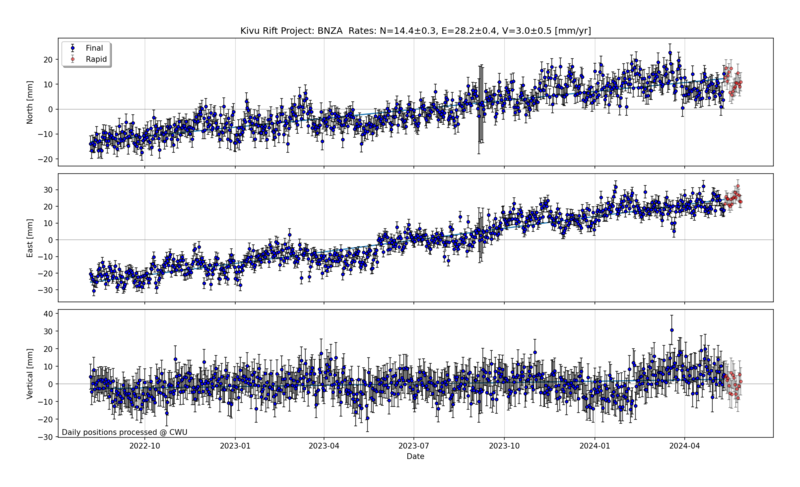 Kivu Rift Project: BNZA Rates: N=14.4±0.3, E=28.2±0.4, V=3.0±0.5 [mm/yr]
Final
Rapid
North [mm]
20
10
0
−10
−20
East [mm]
30
20
10
0
−10
−20
−30
Vertical [mm]
40
30
20
10
0
−10
−20
−30
Daily positions processed @ CWU
2022-10 2023-01 2023-04 2023-07 2023-10 2024-01 2024-04
Date